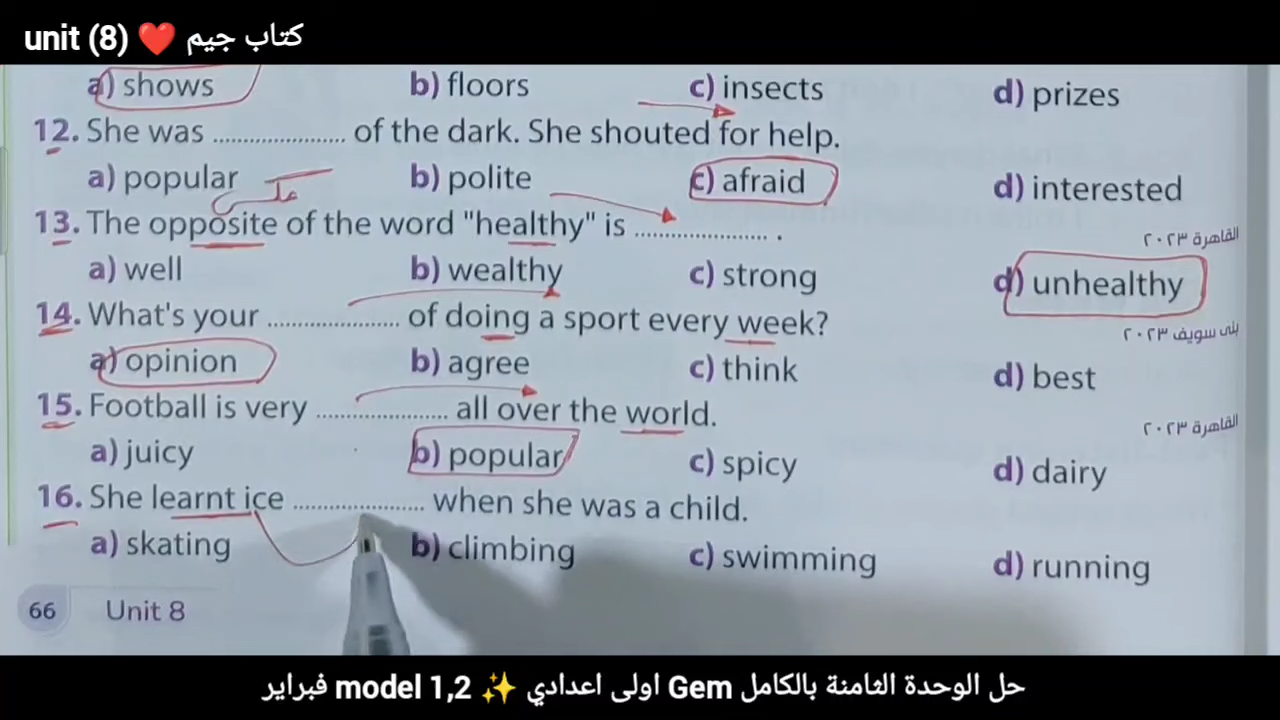 كتاب جيم ❤️ unit (8)
a) shows b) floors c) insects d) prizes
12. She was ..................... of the dark. She shouted for help.
a) popular b) polite c) afraid d) interested
13. The opposite of the word "healthy" is ..................... .
القاهرة ٢٠٢٣
a) well b) wealthy c) strong d) unhealthy
14. What's your ..................... of doing a sport every week?
بنى سويف ٢٠٢٣
a) opinion b) agree c) think d) best
15. Football is very ..................... all over the world.
القاهرة ٢٠٢٣
a) juicy b) popular c) spicy d) dairy
16. She learnt ice ..................... when she was a child.
a) skating b) climbing c) swimming d) running
66 Unit 8
حل الوحدة الثامنة بالكامل Gem اولى اعدادي ✨ model 1,2 فبراير